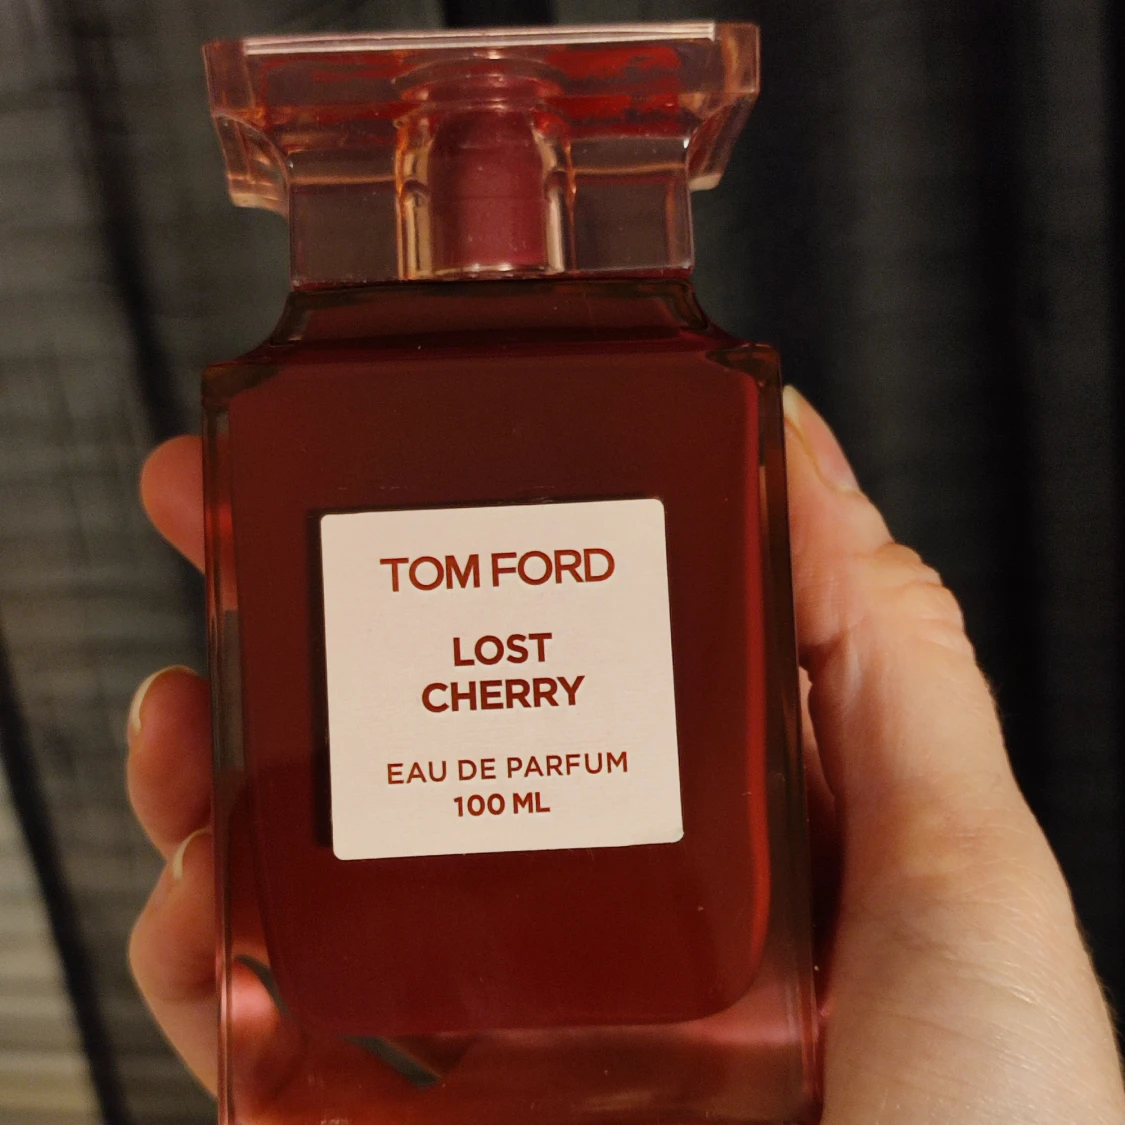 TOM FORD
LOST
CHERRY
EAU DE PARFUM
100 ML